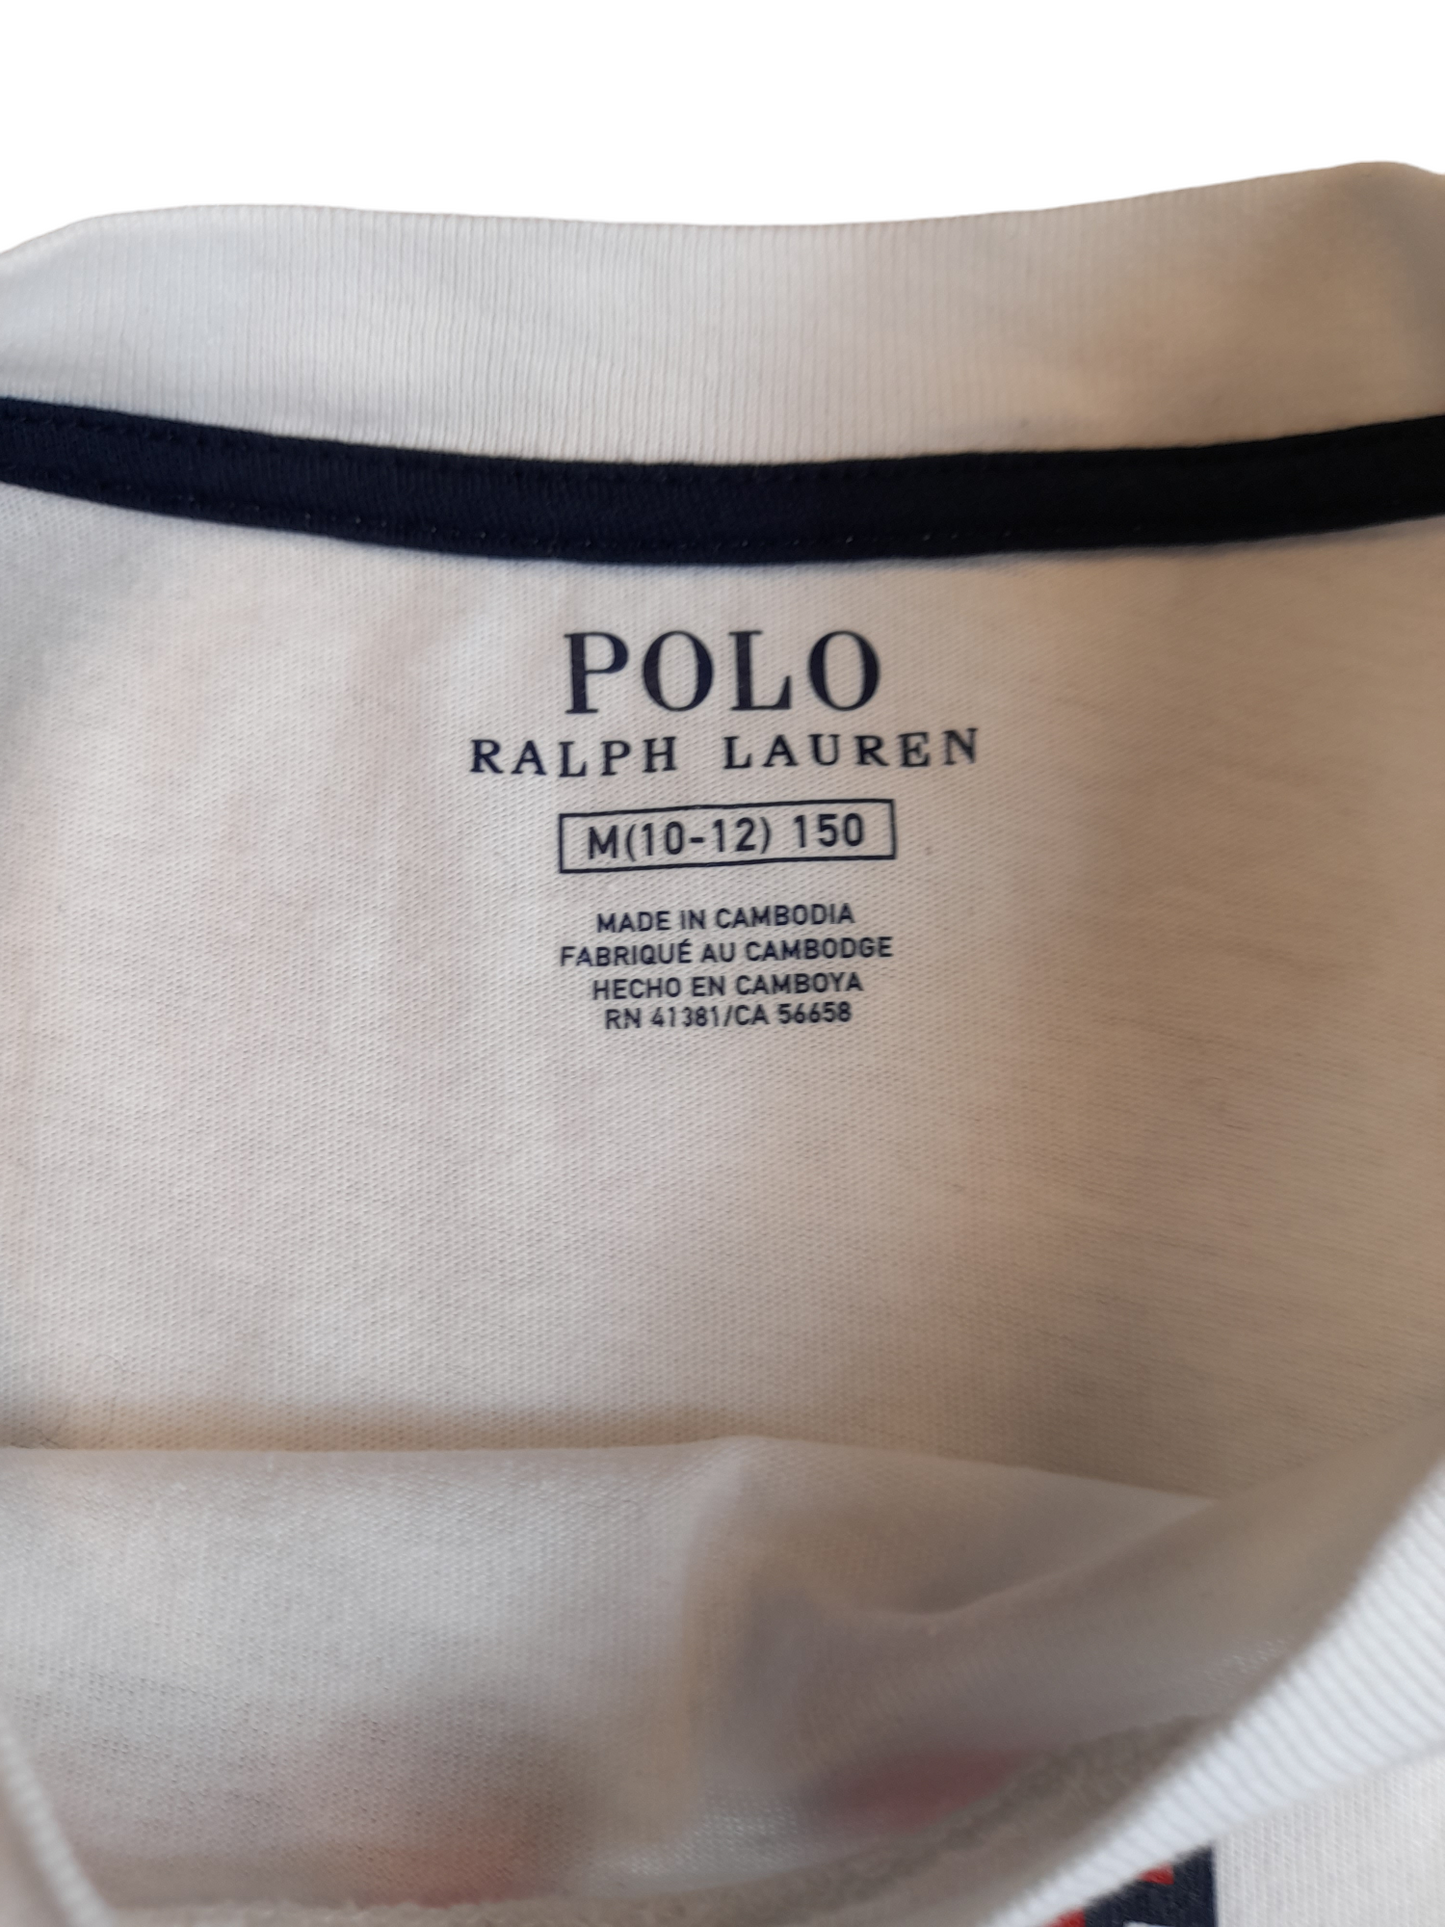 POLO
RALPH LAUREN
M(10-12) 150
MADE IN CAMBODIA
FABRIQUÉ AU CAMBODGE
HECHO EN CAMBOYA
RN 41381/CA 56658